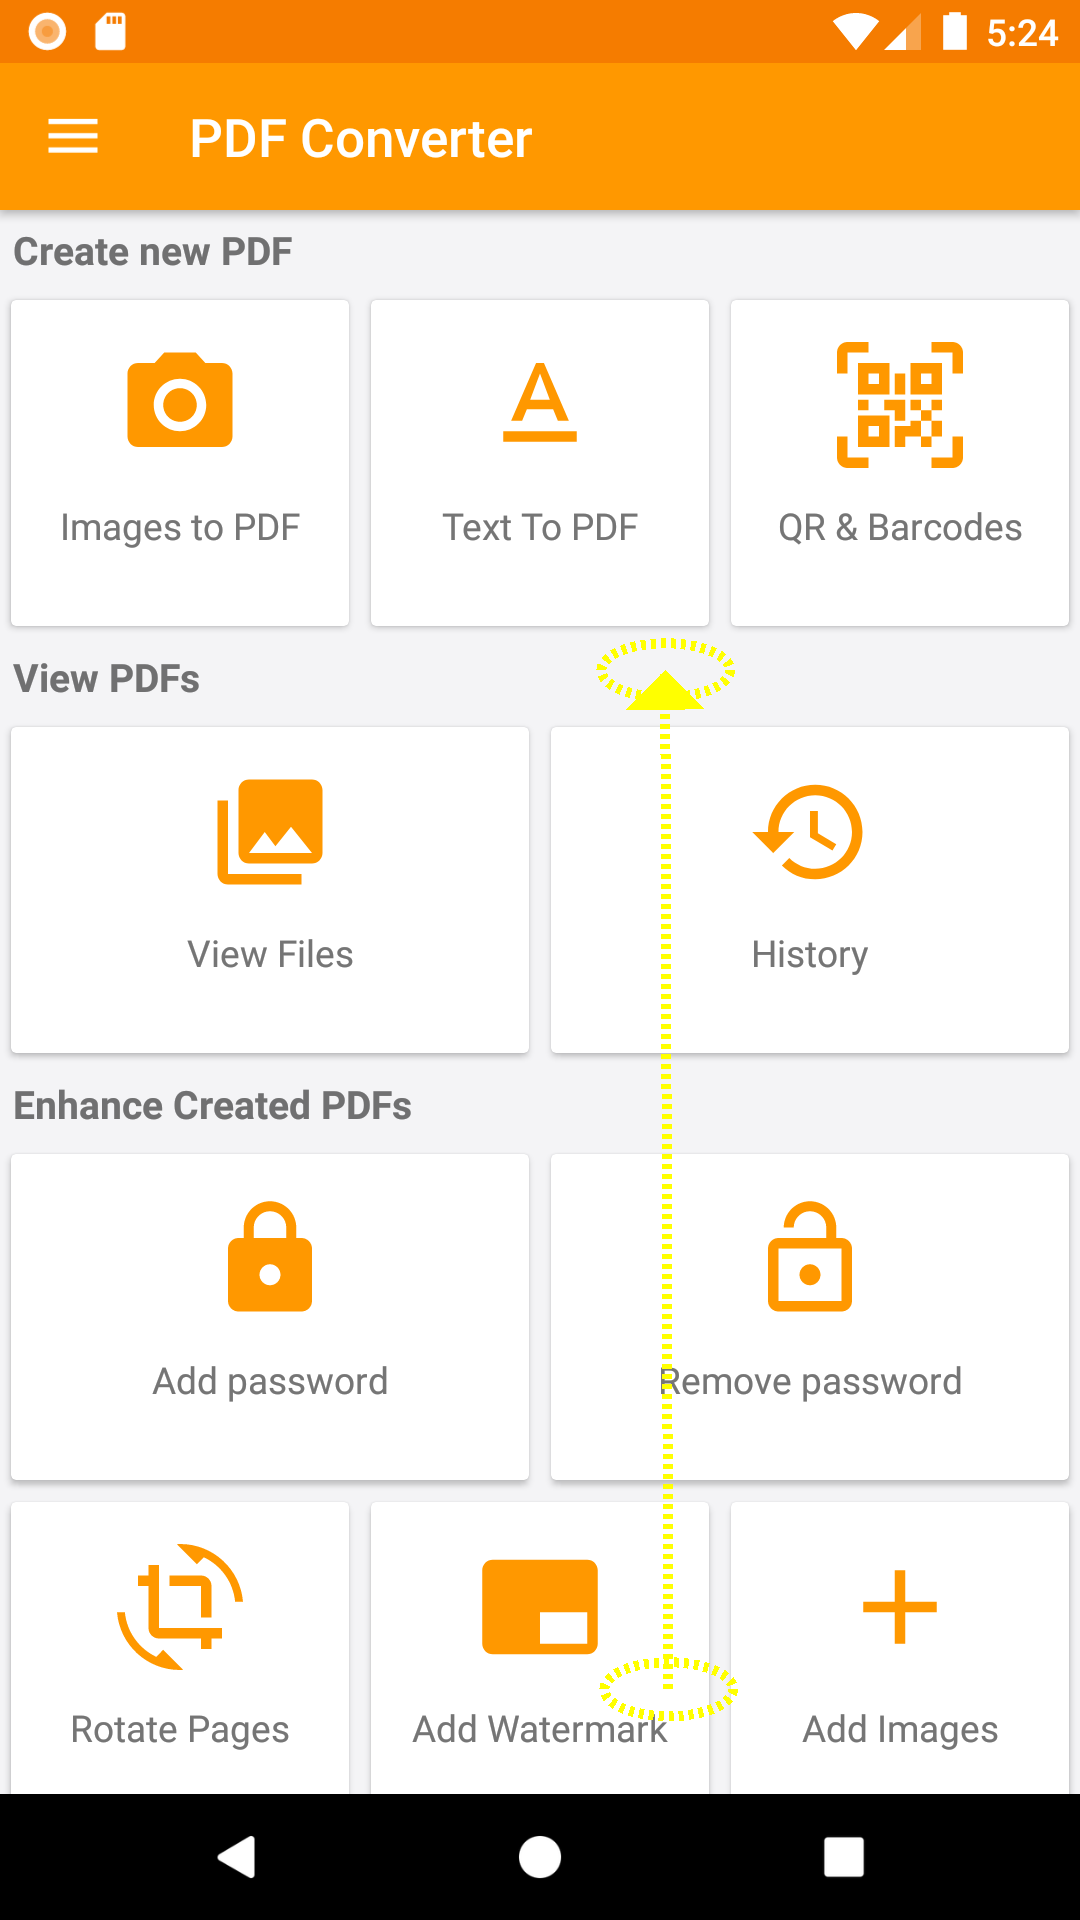 5:24
PDF Converter
Create new PDF
Images to PDF
Text To PDF
QR & Barcodes
View PDFs
View Files
History
Enhance Created PDFs
Add password
Remove password
Rotate Pages
Add Watermark
Add Images